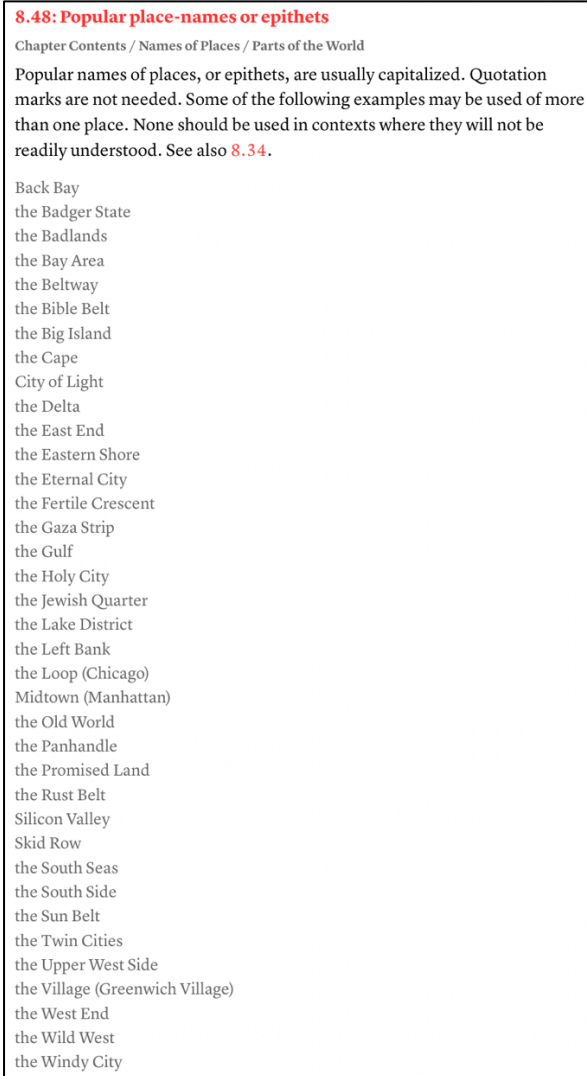 8.48: Popular place-names or epithets
Chapter Contents / Names of Places / Parts of the World
Popular names of places, or epithets, are usually capitalized. Quotation
marks are not needed. Some of the following examples may be used of more
than one place. None should be used in contexts where they will not be
readily understood. See also 8.34.
Back Bay
the Badger State
the Badlands
the Bay Area
the Beltway
the Bible Belt
the Big Island
the Cape
City of Light
the Delta
the East End
the Eastern Shore
the Eternal City
the Fertile Crescent
the Gaza Strip
the Gulf
the Holy City
the Jewish Quarter
the Lake District
the Left Bank
the Loop (Chicago)
Midtown (Manhattan)
the Old World
the Panhandle
the Promised Land
the Rust Belt
Silicon Valley
Skid Row
the South Seas
the South Side
the Sun Belt
the Twin Cities
the Upper West Side
the Village (Greenwich Village)
the West End
the Wild West
the Windy City